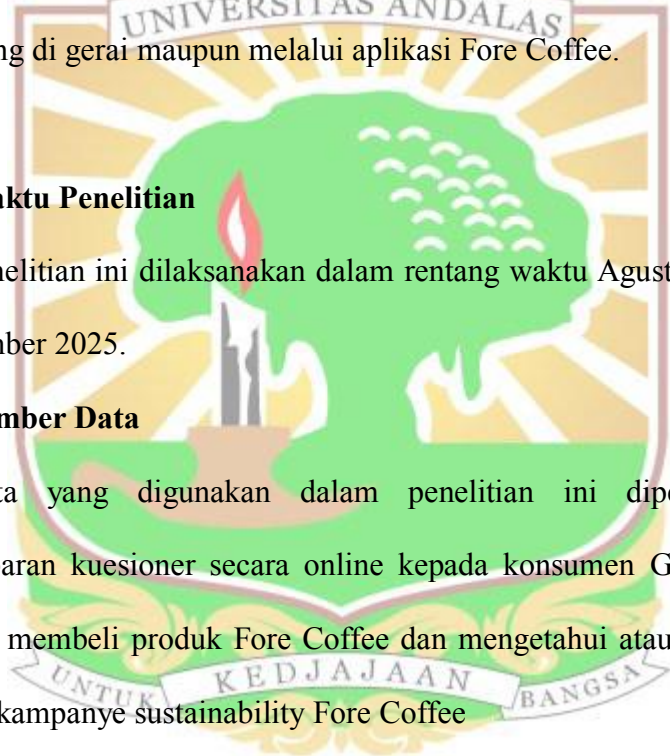 UNIVERSITAS ANDALAS
ng di gerai maupun melalui aplikasi Fore Coffee.
aktu Penelitian
nelitian ini dilaksanakan dalam rentang waktu Agust
nber 2025.
mber Data
ta yang digunakan dalam penelitian ini dipe
baran kuesioner secara online kepada konsumen G
membeli produk Fore Coffee dan mengetahui atau
UNTUK KEDJAJAAN BANGSA
kampanye sustainability Fore Coffee